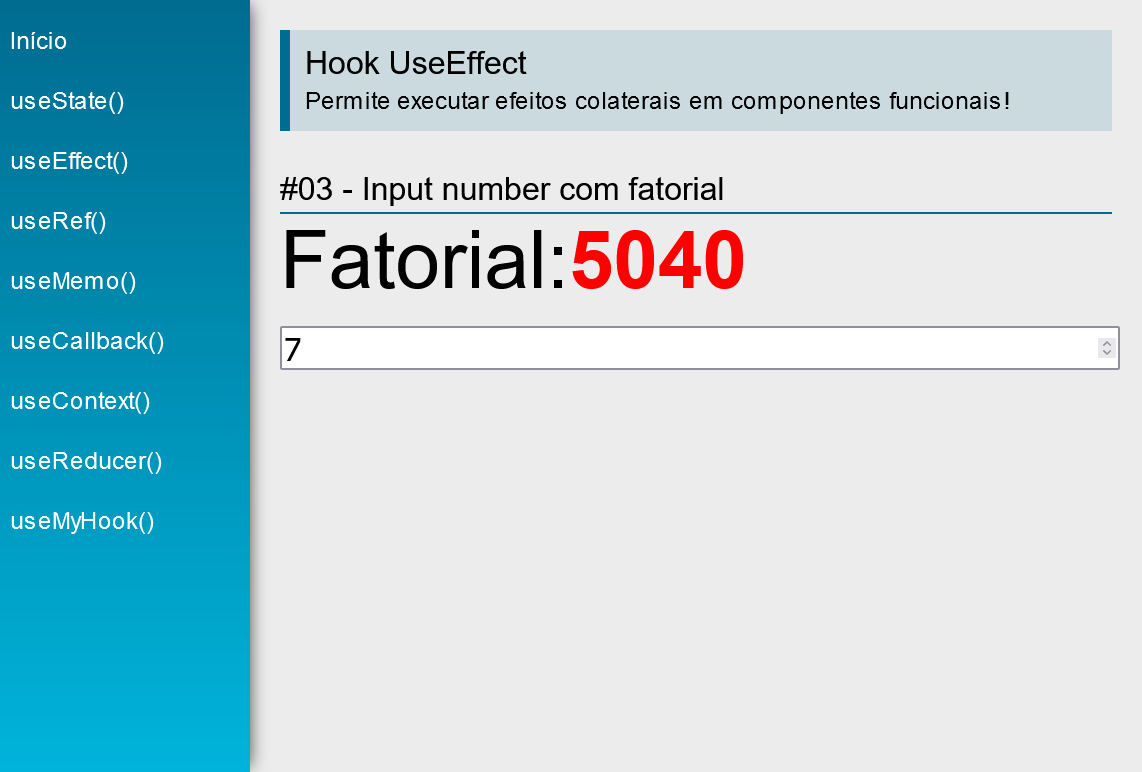 Início
useState()
useEffect()
useRef()
useMemo()
useCallback()
useContext()
useReducer()
useMyHook()
Hook UseEffect
Permite executar efeitos colaterais em componentes funcionais!
#03 - Input number com fatorial
Fatorial:5040
7